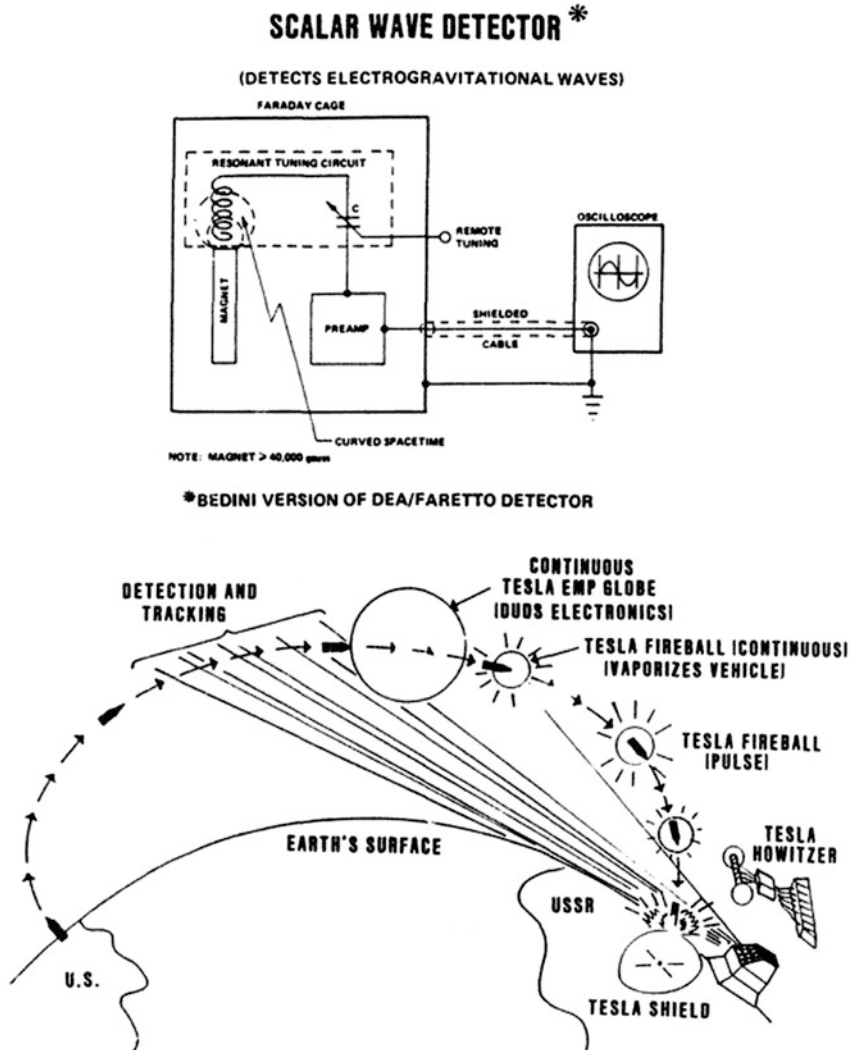 SCALAR WAVE DETECTOR *
(DETECTS ELECTROGRAVITATIONAL WAVES)
FARADAY CAGE
RESONANT TUNING CIRCUIT
C
REMOTE
TUNING
MAGNET
PREAMP
SHIELDED
CABLE
OSCILLOSCOPE
CURVED SPACETIME
NOTE: MAGNET > 40,000 gauss
*BEDINI VERSION OF DEA/FARETTO DETECTOR
DETECTION AND
TRACKING
CONTINUOUS
TESLA EMP GLOBE
[DUDS ELECTRONICS]
TESLA FIREBALL [CONTINUOUS]
[VAPORIZES VEHICLE]
TESLA FIREBALL
[PULSE]
TESLA
HOWITZER
EARTH'S SURFACE
USSR
U.S.
TESLA SHIELD